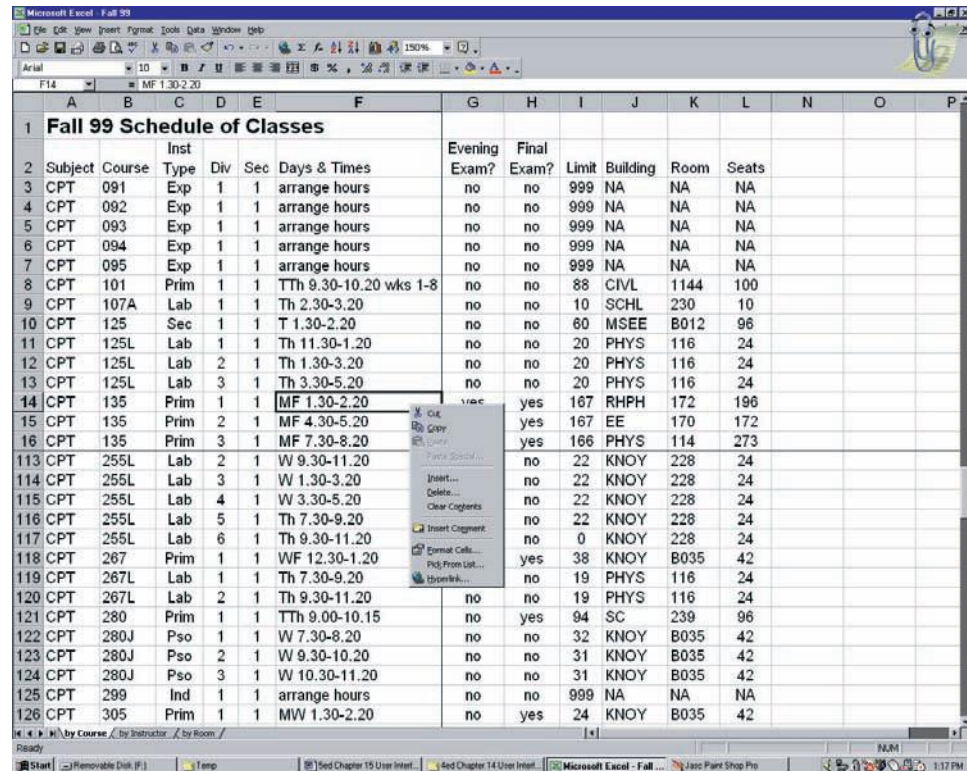 Microsoft Excel - Fall 99
File Edit View Insert Format Tools Data Window Help
150%
Arial 10 B I U $ % ,
F14 = MF 1.30-2.20
A B C D E F G H I J K L N O P
1 Fall 99 Schedule of Classes
Inst Evening Final
2 Subject Course Type Div Sec Days & Times Exam? Exam? Limit Building Room Seats
3 CPT 091 Exp 1 1 arrange hours no no 999 NA NA NA
4 CPT 092 Exp 1 1 arrange hours no no 999 NA NA NA
5 CPT 093 Exp 1 1 arrange hours no no 999 NA NA NA
6 CPT 094 Exp 1 1 arrange hours no no 999 NA NA NA
7 CPT 095 Exp 1 1 arrange hours no no 999 NA NA NA
8 CPT 101 Prim 1 1 TTh 9.30-10.20 wks 1-8 no no 88 CIVL 1144 100
9 CPT 107A Lab 1 1 Th 2.30-3.20 no no 10 SCHL 230 10
10 CPT 125 Sec 1 1 T 1.30-2.20 no no 60 MSEE B012 96
11 CPT 125L Lab 1 1 Th 11.30-1.20 no no 20 PHYS 116 24
12 CPT 125L Lab 2 1 Th 1.30-3.20 no no 20 PHYS 116 24
13 CPT 125L Lab 3 1 Th 3.30-5.20 no no 20 PHYS 116 24
14 CPT 135 Prim 1 1 MF 1.30-2.20 yes yes 167 RHPH 172 196
15 CPT 135 Prim 2 1 MF 4.30-5.20 yes 167 EE 170 172
16 CPT 135 Prim 3 1 MF 7.30-8.20 yes 166 PHYS 114 273
113 CPT 255L Lab 2 1 W 9.30-11.20 no 22 KNOY 228 24
114 CPT 255L Lab 3 1 W 1.30-3.20 no 22 KNOY 228 24
115 CPT 255L Lab 4 1 W 3.30-5.20 no 22 KNOY 228 24
116 CPT 255L Lab 5 1 Th 7.30-9.20 no 22 KNOY 228 24
117 CPT 255L Lab 6 1 Th 9.30-11.20 no 0 KNOY 228 24
118 CPT 267 Prim 1 1 WF 12.30-1.20 yes 38 KNOY B035 42
119 CPT 267L Lab 1 1 Th 7.30-9.20 no 19 PHYS 116 24
120 CPT 267L Lab 2 1 Th 9.30-11.20 no no 19 PHYS 116 24
121 CPT 280 Prim 1 1 TTh 9.00-10.15 no yes 94 SC 239 96
122 CPT 280J Pso 1 1 W 7.30-8.20 no no 32 KNOY B035 42
123 CPT 280J Pso 2 1 W 9.30-10.20 no no 31 KNOY B035 42
124 CPT 280J Pso 3 1 W 10.30-11.20 no no 31 KNOY B035 42
125 CPT 299 Ind 1 1 arrange hours no no 999 NA NA NA
126 CPT 305 Prim 1 1 MW 1.30-2.20 no yes 24 KNOY B035 42
Cut
Copy
Paste
Paste Special...
Insert...
Delete...
Clear Contents
Insert Comment
Format Cells...
Pick From List...
Hyperlink...
by Course / by Instructor / by Room
Ready NUM
Start Removable Disk (F:) Temp 5ed Chapter 15 User Interf... 4ed Chapter 14 User Interf... Microsoft Excel - Fall ... Jasc Paint Shop Pro 1:17 PM